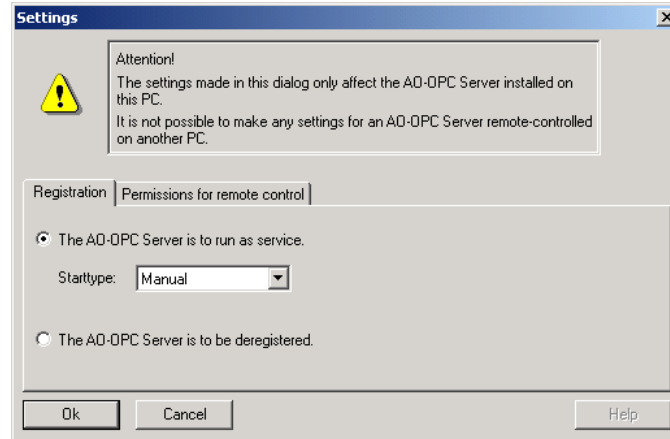 Settings
Attention!
The settings made in this dialog only affect the AO-OPC Server installed on
this PC.
It is not possible to make any settings for an AO-OPC Server remote-controlled
on another PC.
Registration
Permissions for remote control
The AO-OPC Server is to run as service.
Starttype:
Manual
The AO-OPC Server is to be deregistered.
Ok
Cancel
Help